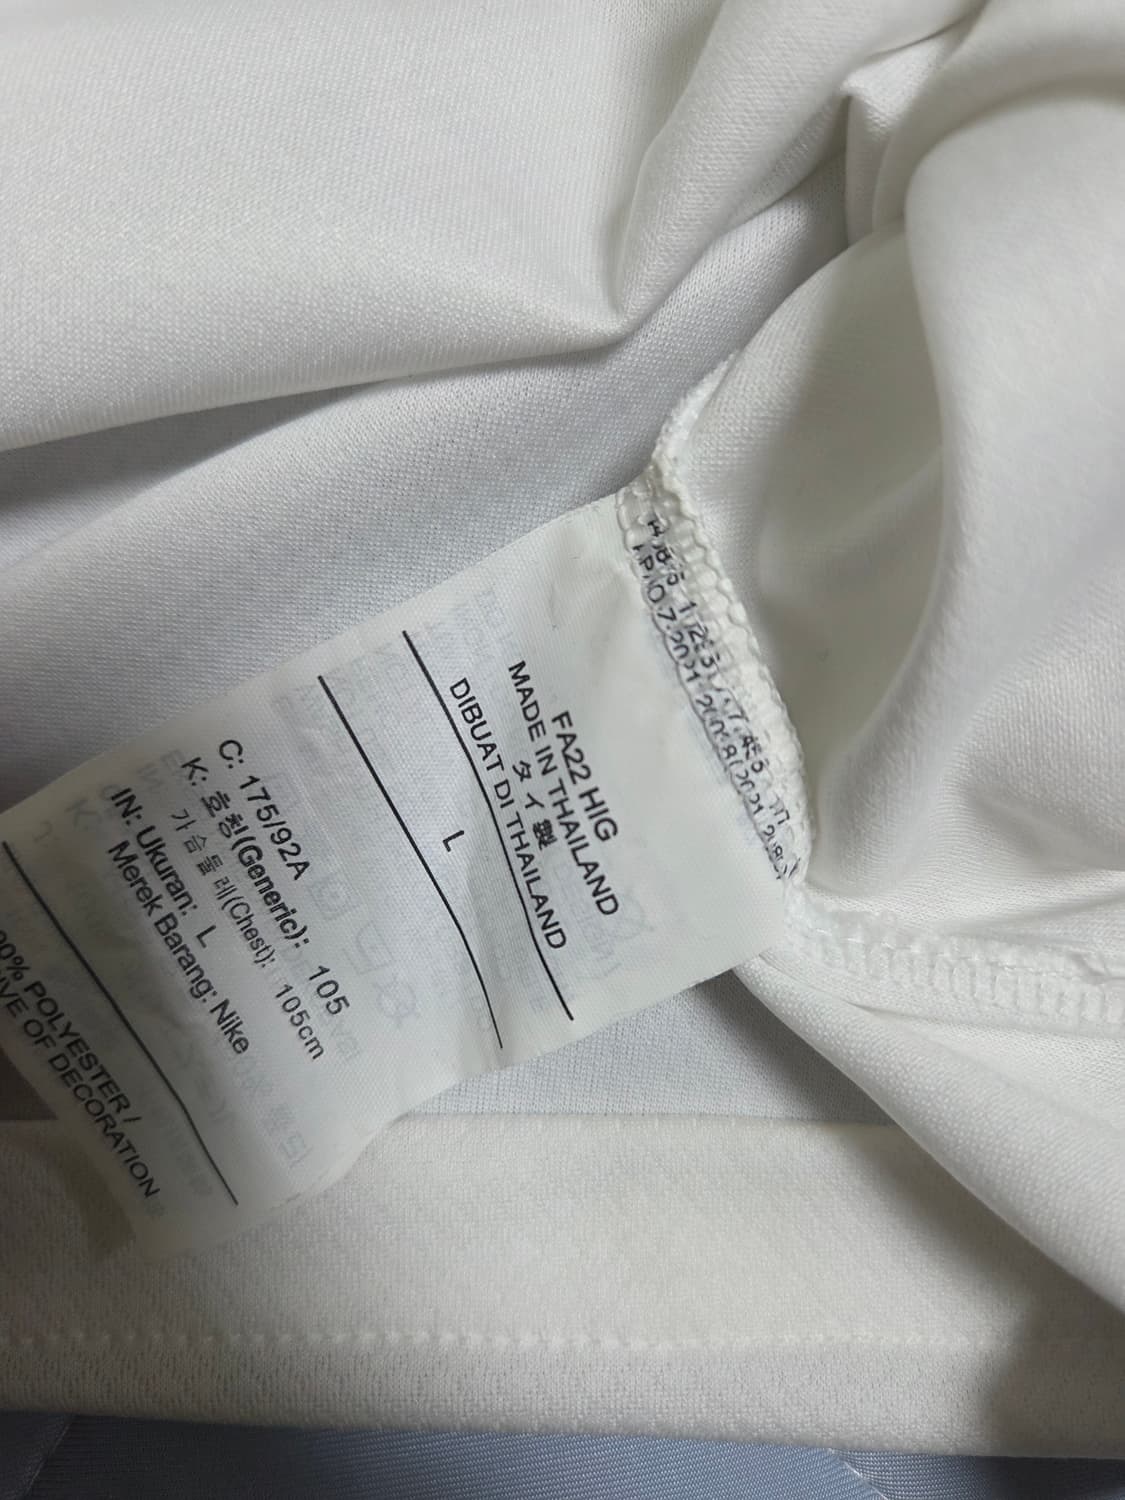 FA22 HIG
MADE IN THAILAND
タイ製
DIBUAT DI THAILAND
L
C: 175/92A
K: 호칭(Generic): 105
가슴둘레(Chest): 105cm
IN: Ukuran: L
Merek Barang: Nike
POLYESTER/
OF DECORATION